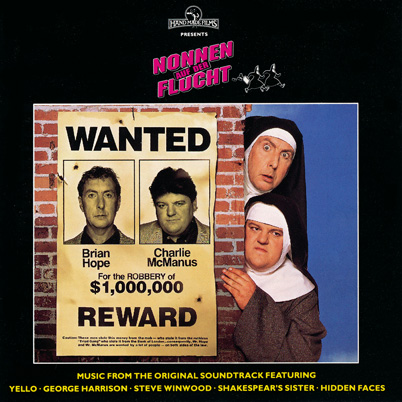 HANDMADE FILMS
PRESENTS
NONNEN
AUF DER
FLUCHT
WANTED
Brian
Hope
Charlie
McManus
For the ROBBERY of
$1,000,000
REWARD
MUSIC FROM THE ORIGINAL SOUNDTRACK FEATURING
YELLO · GEORGE HARRISON · STEVE WINWOOD · SHAKESPEAR'S SISTER · HIDDEN FACES